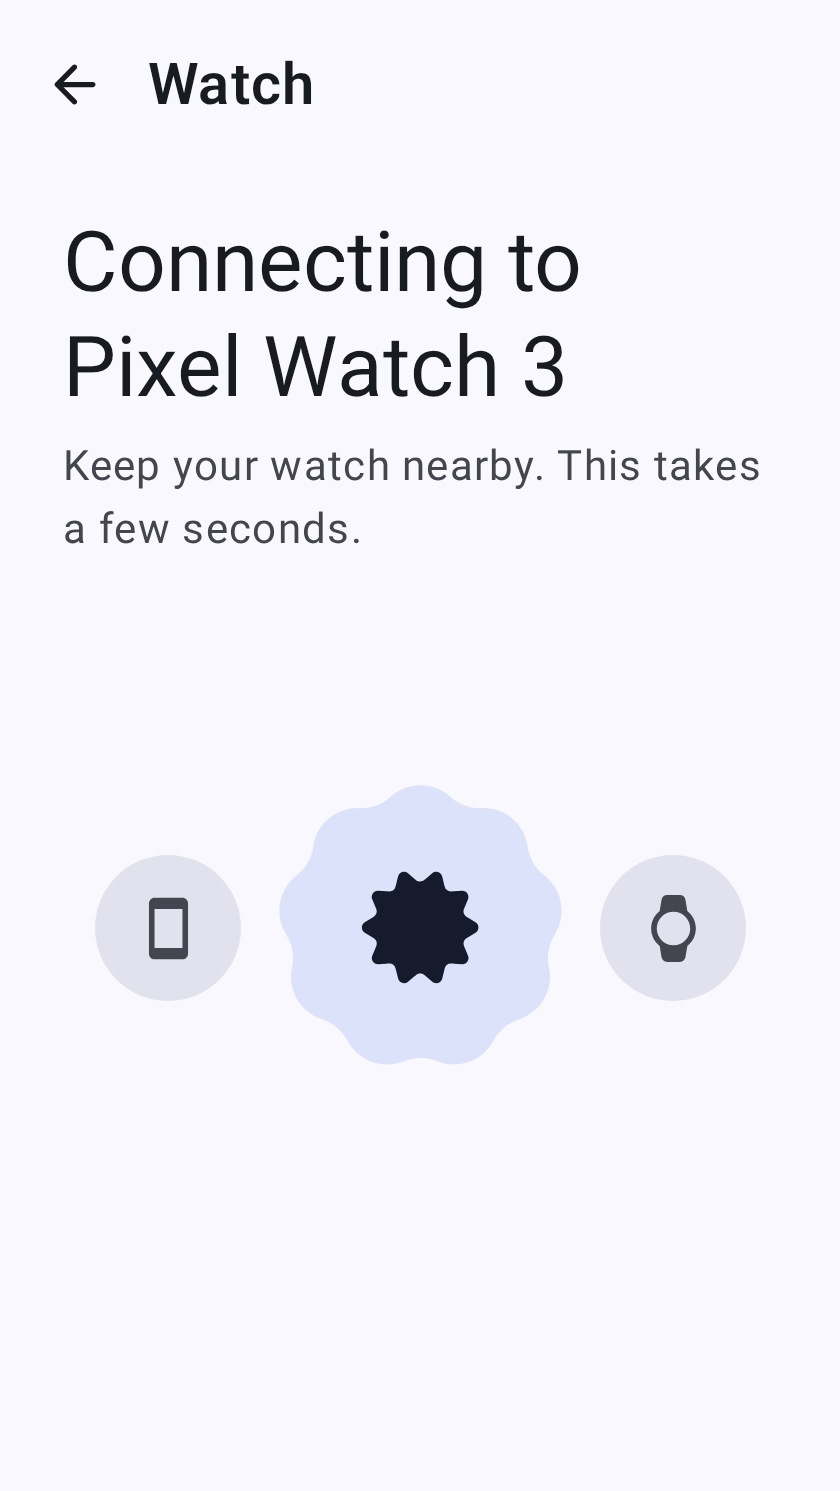 Watch
Connecting to
Pixel Watch 3
Keep your watch nearby. This takes
a few seconds.